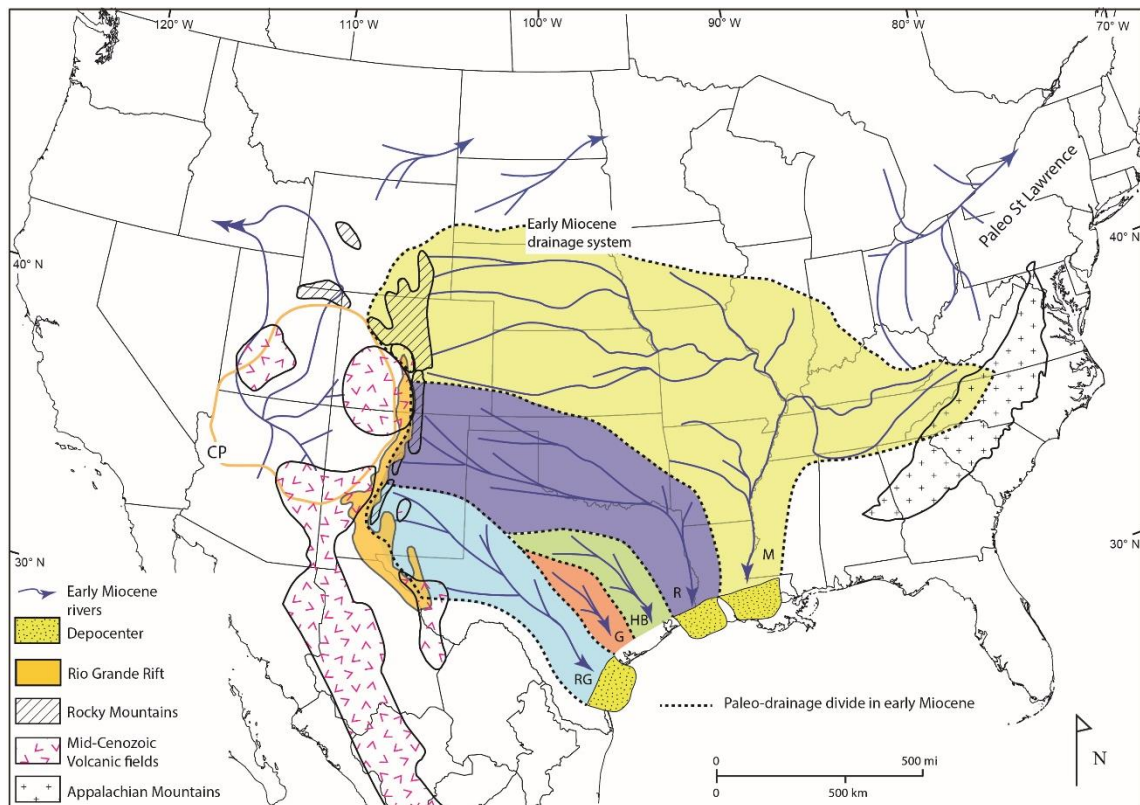 120° W
110° W
100° W
90° W
80° W
70° W
Paleo St Lawrence
Early Miocene
drainage system
40° N
40° N
CP
30° N
30° N
M
R
HB
G
RG
Early Miocene
rivers
Depocenter
Rio Grande Rift
Rocky Mountains
Mid-Cenozoic
Volcanic fields
Appalachian Mountains
Paleo-drainage divide in early Miocene
0 500 mi
0 500 km
N